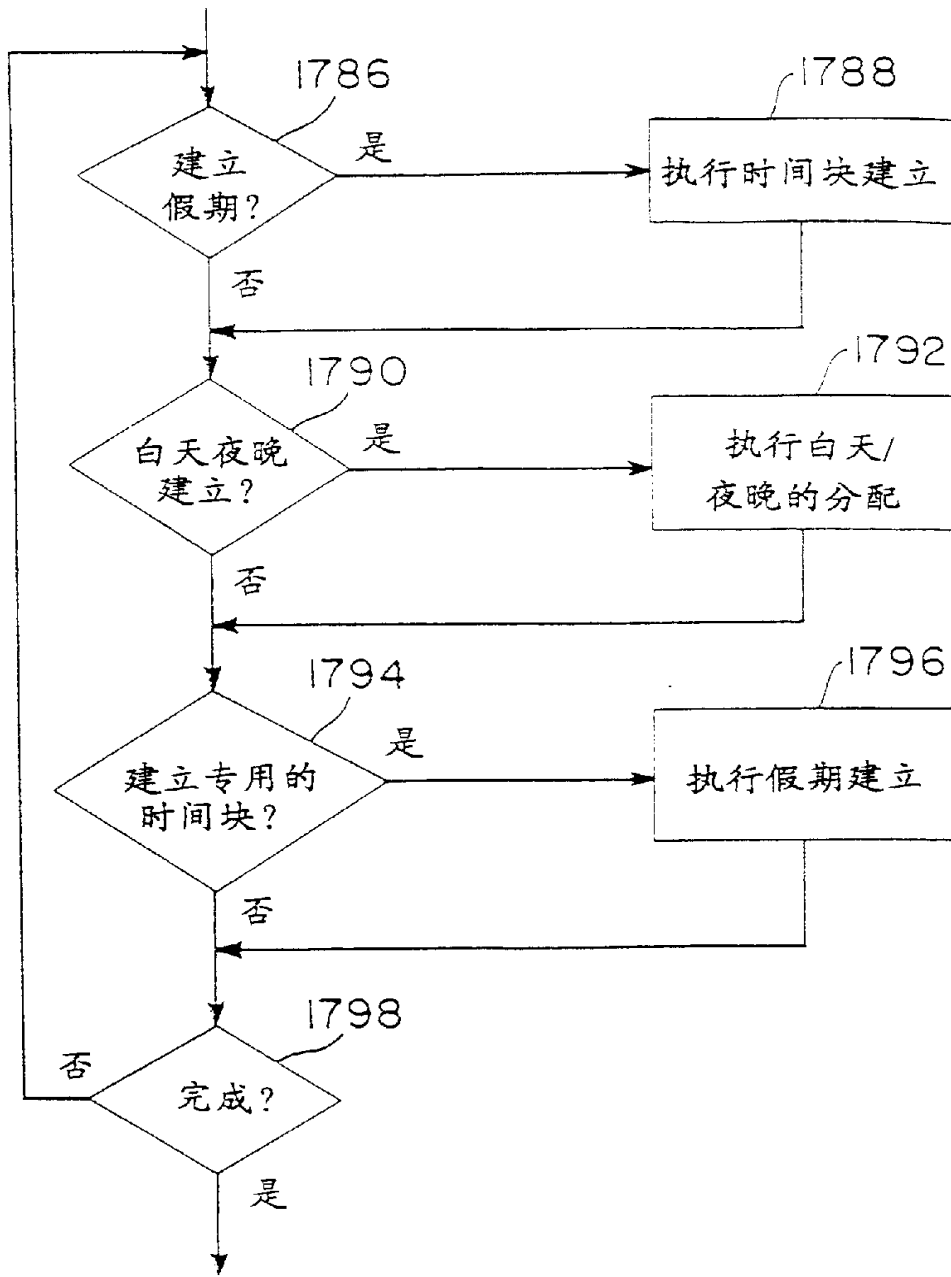 1786
建立
假期?
是
1788
执行时间块建立
否
1790
白天夜晚
建立?
是
1792
执行白天/
夜晚的分配
否
1794
建立专用的
时间块?
是
1796
执行假期建立
否
1798
完成?
否
是